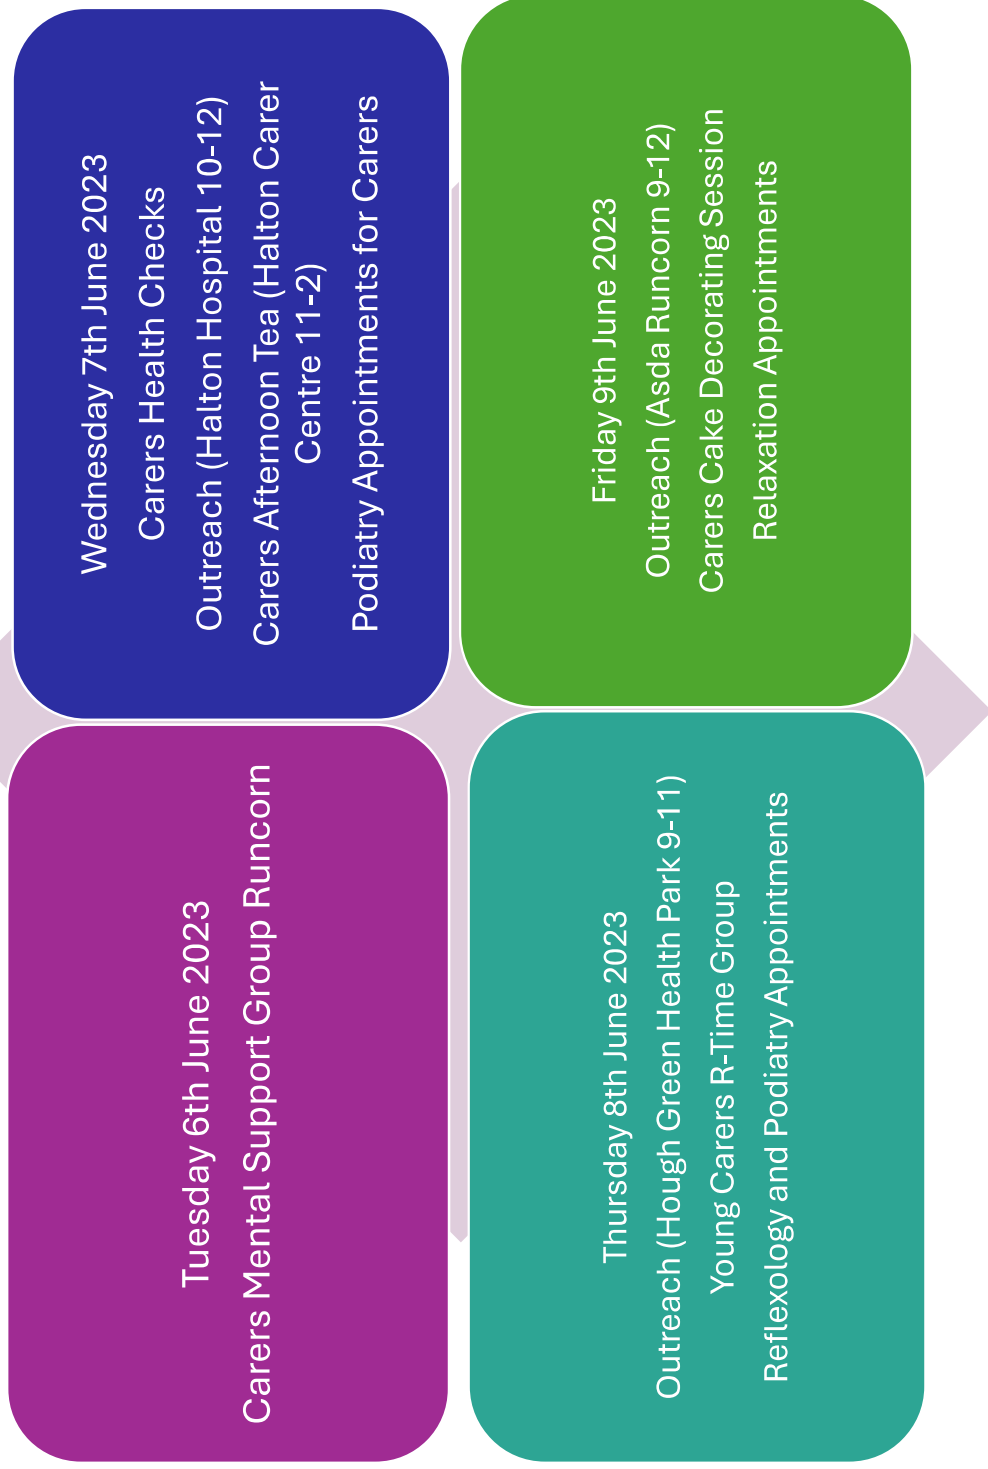 Tuesday 6th June 2023
Carers Mental Support Group Runcorn
Wednesday 7th June 2023
Carers Health Checks
Outreach (Halton Hospital 10-12)
Carers Afternoon Tea (Halton Carer
Centre 11-2)
Podiatry Appointments for Carers
Thursday 8th June 2023
Outreach (Hough Green Health Park 9-11)
Young Carers R-Time Group
Reflexology and Podiatry Appointments
Friday 9th June 2023
Outreach (Asda Runcorn 9-12)
Carers Cake Decorating Session
Relaxation Appointments